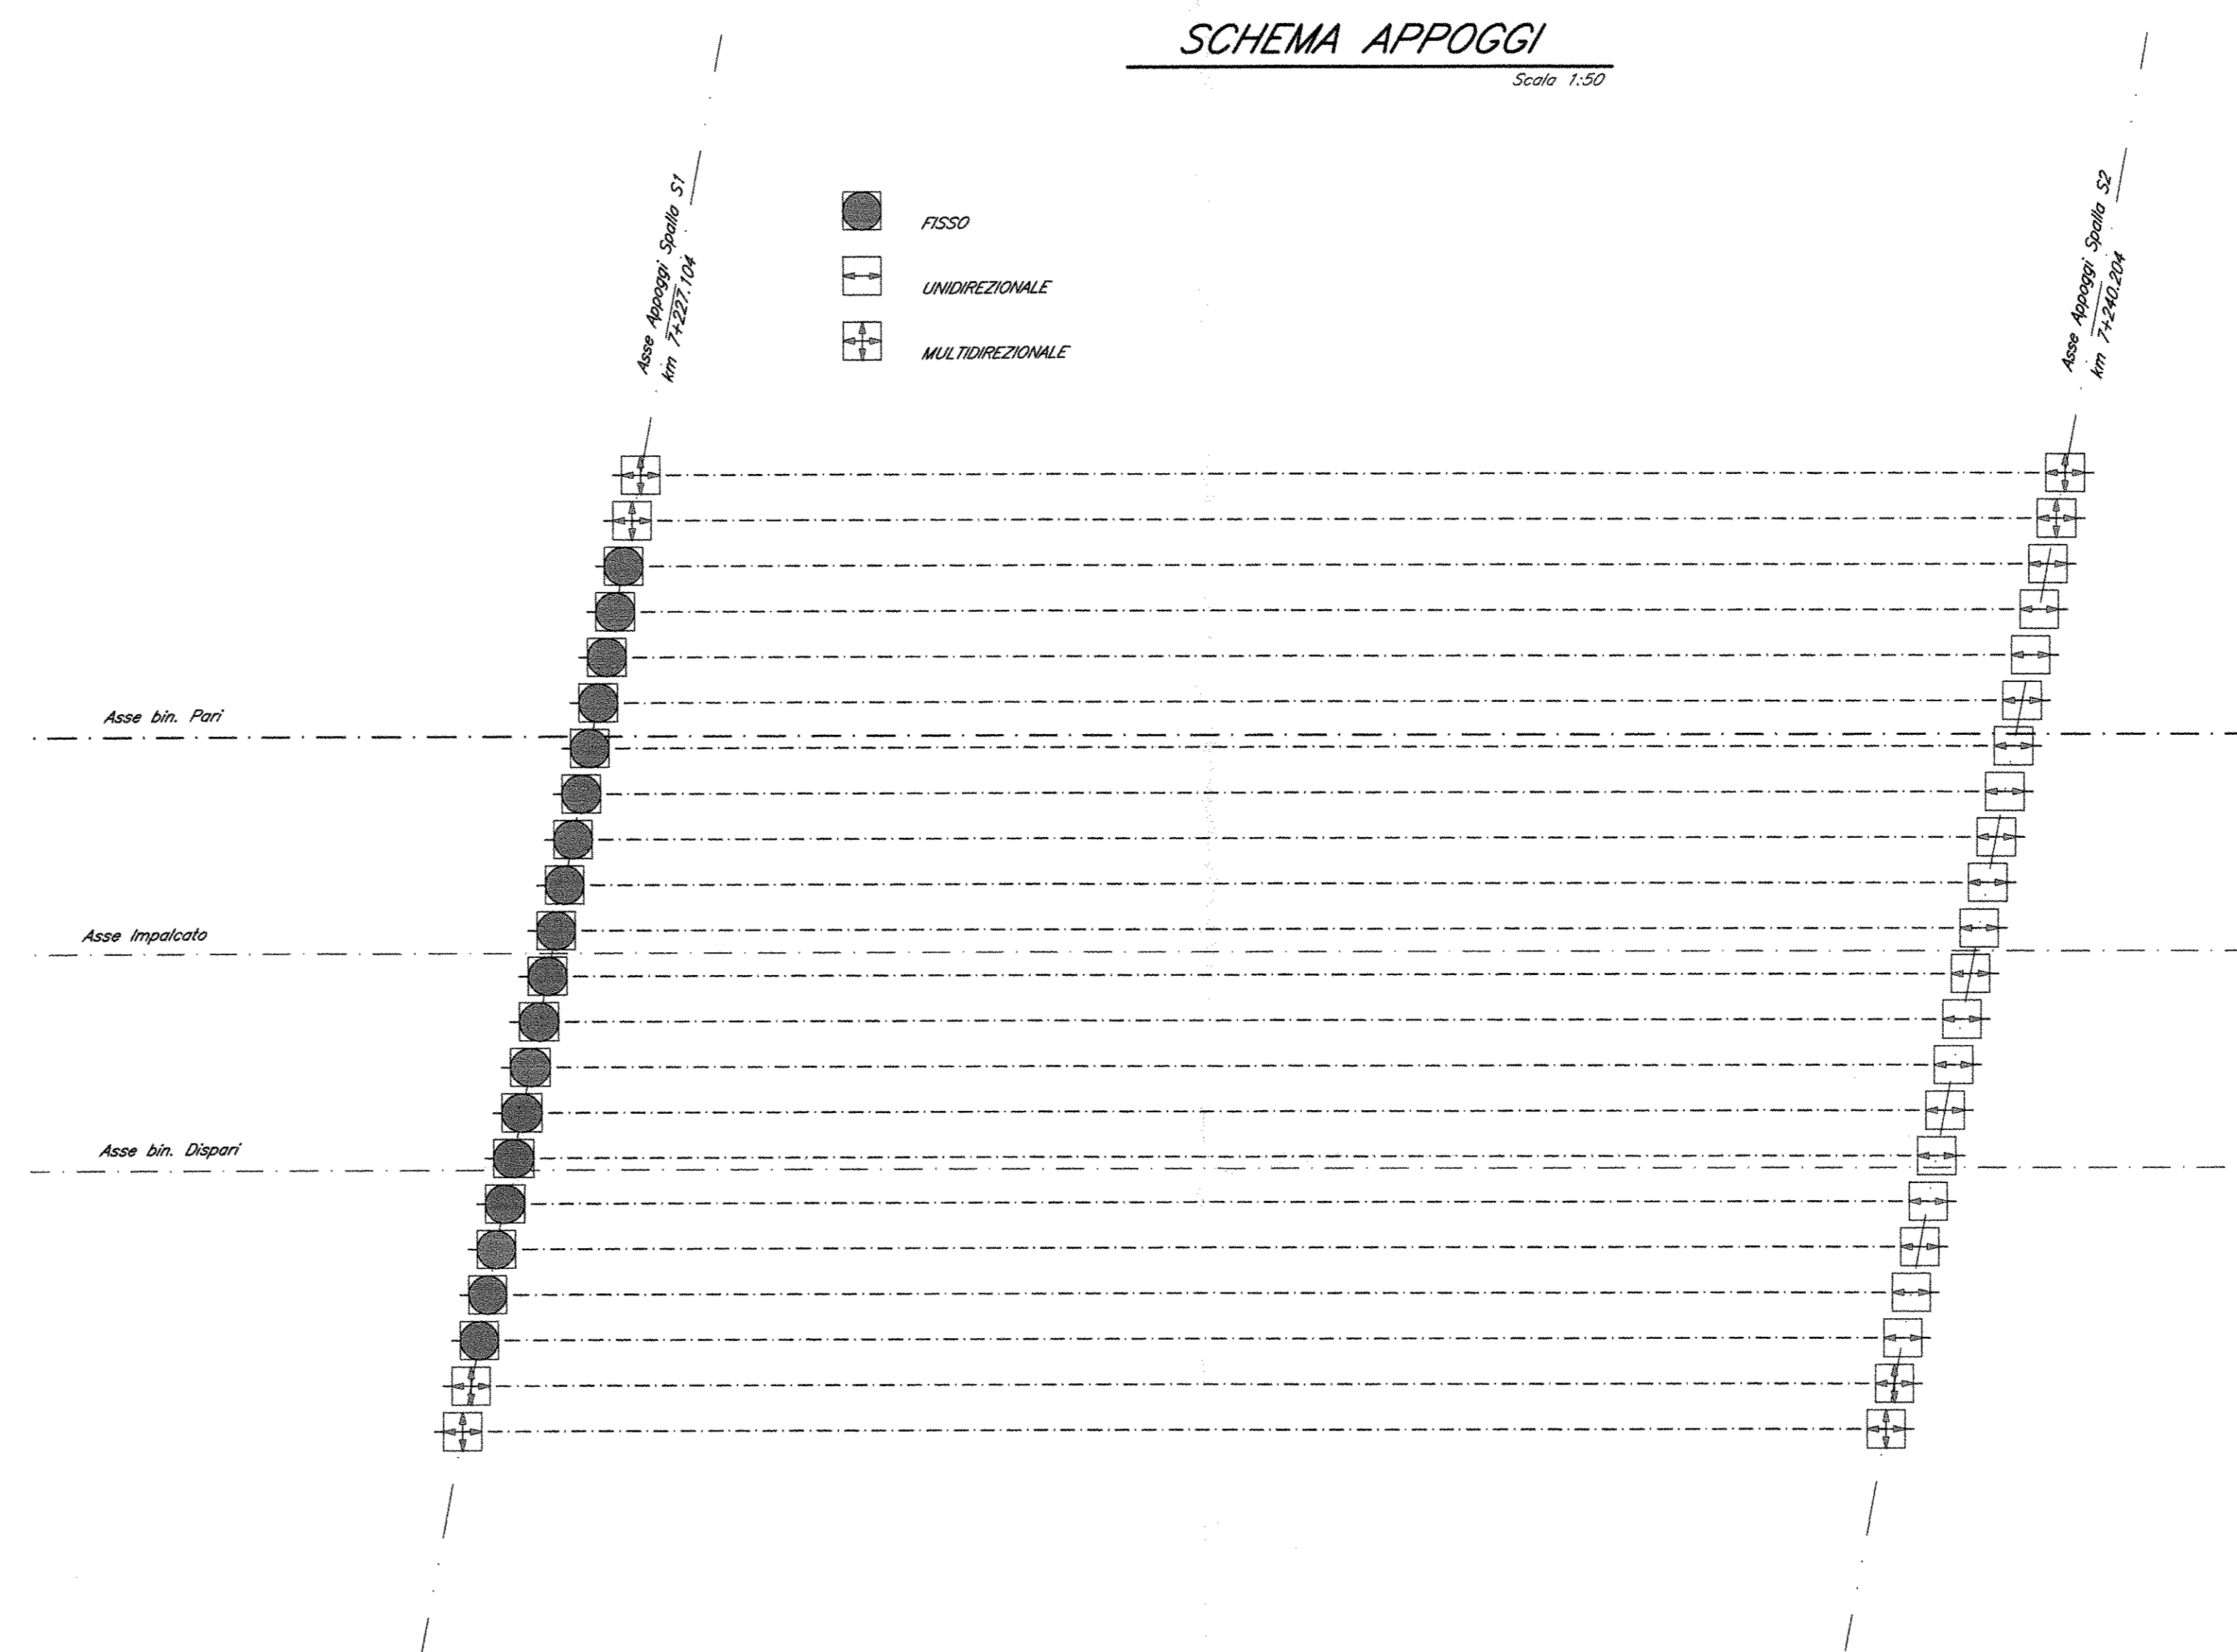 SCHEMA APPOGGI
Scala 1:50
Asse Appoggi Spalla S1
km 7+227.104
FISSO
UNIDIREZIONALE
MULTIDIREZIONALE
Asse Appoggi Spalla S2
km 7+240.204
Asse bin. Pari
Asse Impalcato
Asse bin. Dispari